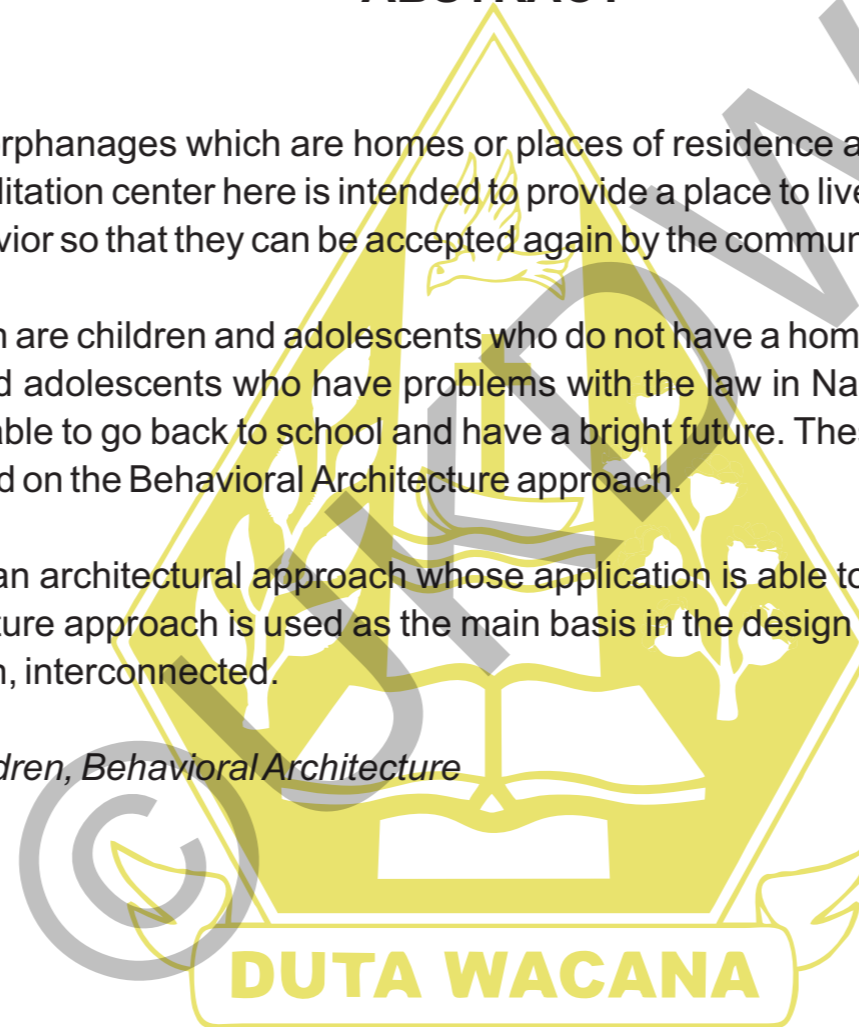 ABSTRACT
orphanages which are homes or places of residence a
litation center here is intended to provide a place to live
vior so that they can be accepted again by the commun
are children and adolescents who do not have a hom
d adolescents who have problems with the law in Na
able to go back to school and have a bright future. Thes
d on the Behavioral Architecture approach.
an architectural approach whose application is able to
ture approach is used as the main basis in the design
n, interconnected.
dren, Behavioral Architecture
©UKDW
DUTA WACANA